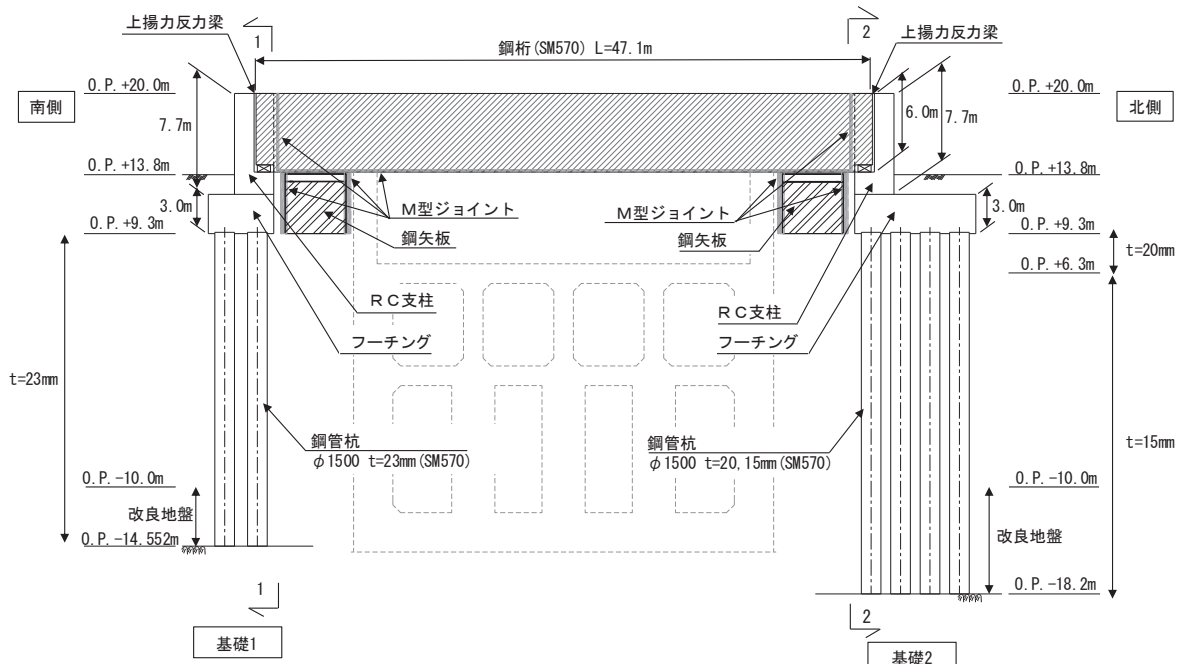 上揚力反力梁
1
鋼桁(SM570) L=47.1m
2
上揚力反力梁
南側
O.P.+20.0m
7.7m
O.P.+13.8m
3.0m
O.P.+9.3m
6.0m
7.7m
O.P.+20.0m
北側
O.P.+13.8m
3.0m
O.P.+9.3m
t=20mm
O.P.+6.3m
M型ジョイント
鋼矢板
M型ジョイント
鋼矢板
RC支柱
フーチング
RC支柱
フーチング
t=23mm
t=15mm
鋼管杭
φ1500 t=23mm(SM570)
鋼管杭
φ1500 t=20,15mm(SM570)
O.P.-10.0m
改良地盤
O.P.-14.552m
O.P.-10.0m
改良地盤
O.P.-18.2m
1
2
基礎1
基礎2